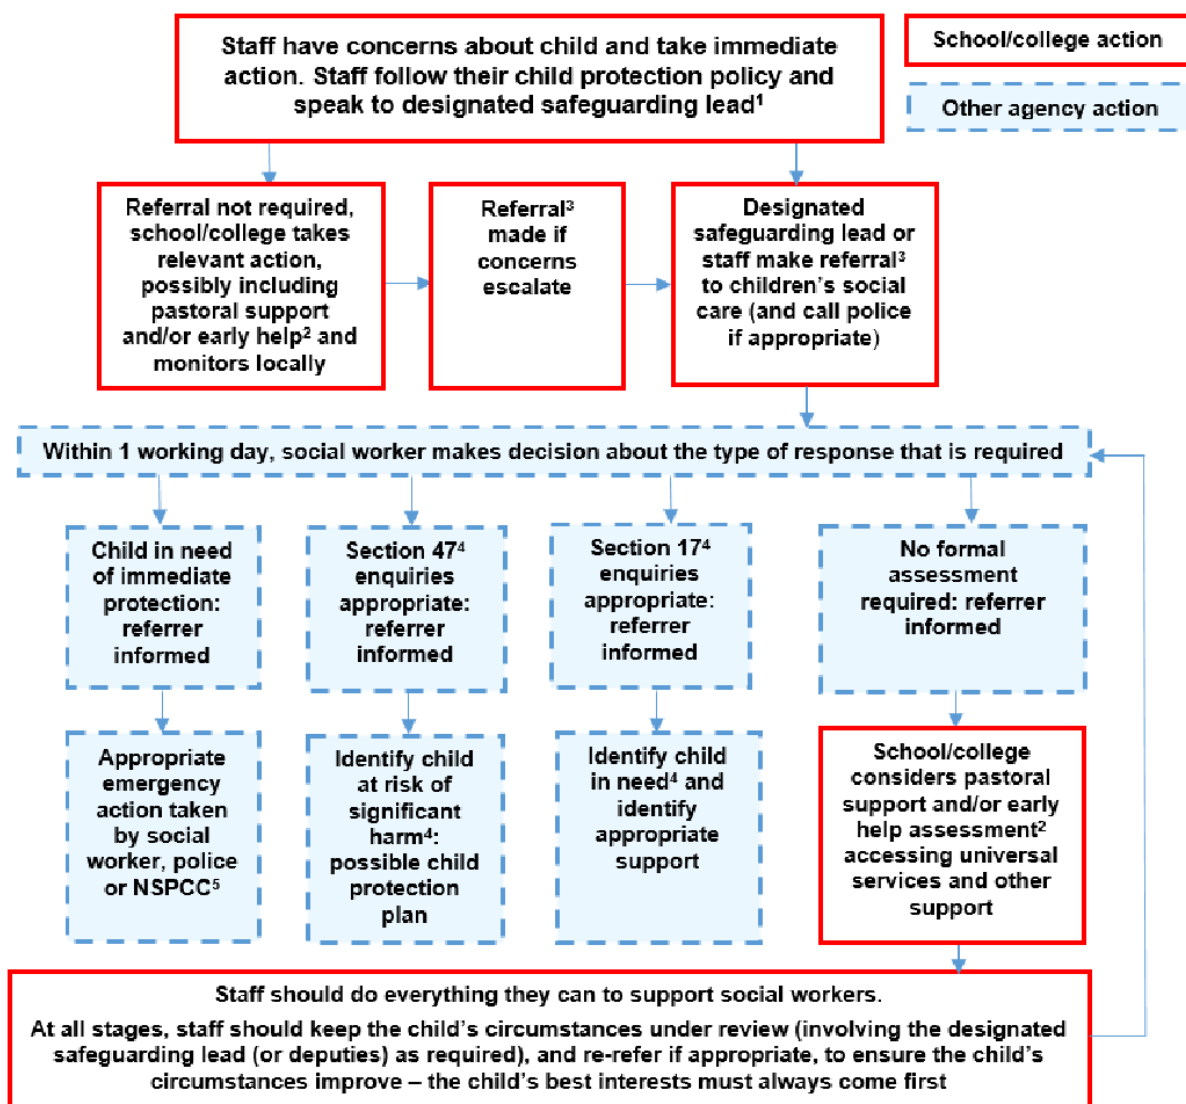 Staff have concerns about child and take immediate
action. Staff follow their child protection policy and
speak to designated safeguarding lead¹
School/college action
Other agency action
Referral not required,
school/college takes
relevant action,
possibly including
pastoral support
and/or early help² and
monitors locally
Referral³
made if
concerns
escalate
Designated
safeguarding lead or
staff make referral³
to children's social
care (and call police
if appropriate)
Within 1 working day, social worker makes decision about the type of response that is required
Child in need
of immediate
protection:
referrer
informed
Section 47⁴
enquiries
appropriate:
referrer
informed
Section 17⁴
enquiries
appropriate:
referrer
informed
No formal
assessment
required: referrer
informed
Appropriate
emergency
action taken
by social
worker, police
or NSPCC⁵
Identify child
at risk of
significant
harm⁴:
possible child
protection
plan
Identify child
in need⁴ and
identify
appropriate
support
School/college
considers pastoral
support and/or early
help assessment²
accessing universal
services and other
support
Staff should do everything they can to support social workers.
At all stages, staff should keep the child's circumstances under review (involving the designated
safeguarding lead (or deputies) as required), and re-refer if appropriate, to ensure the child's
circumstances improve – the child's best interests must always come first